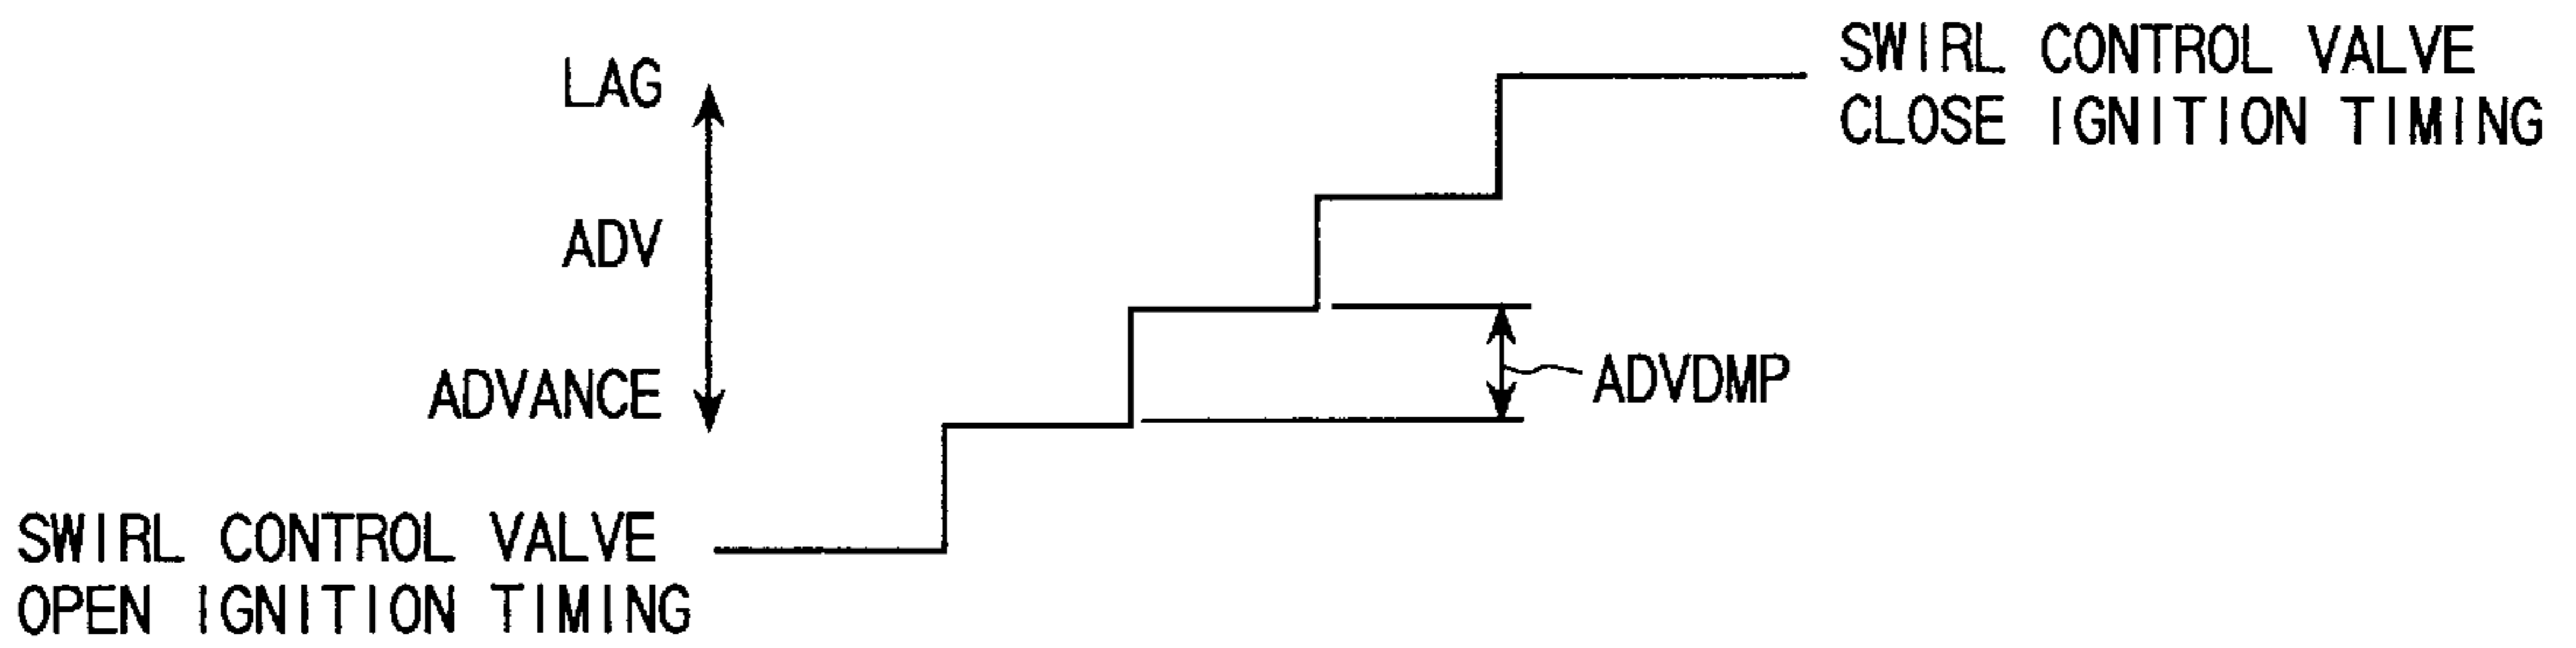 SWIRL CONTROL VALVE
CLOSE IGNITION TIMING
LAG
ADV
ADVDMP
ADVANCE
SWIRL CONTROL VALVE
OPEN IGNITION TIMING